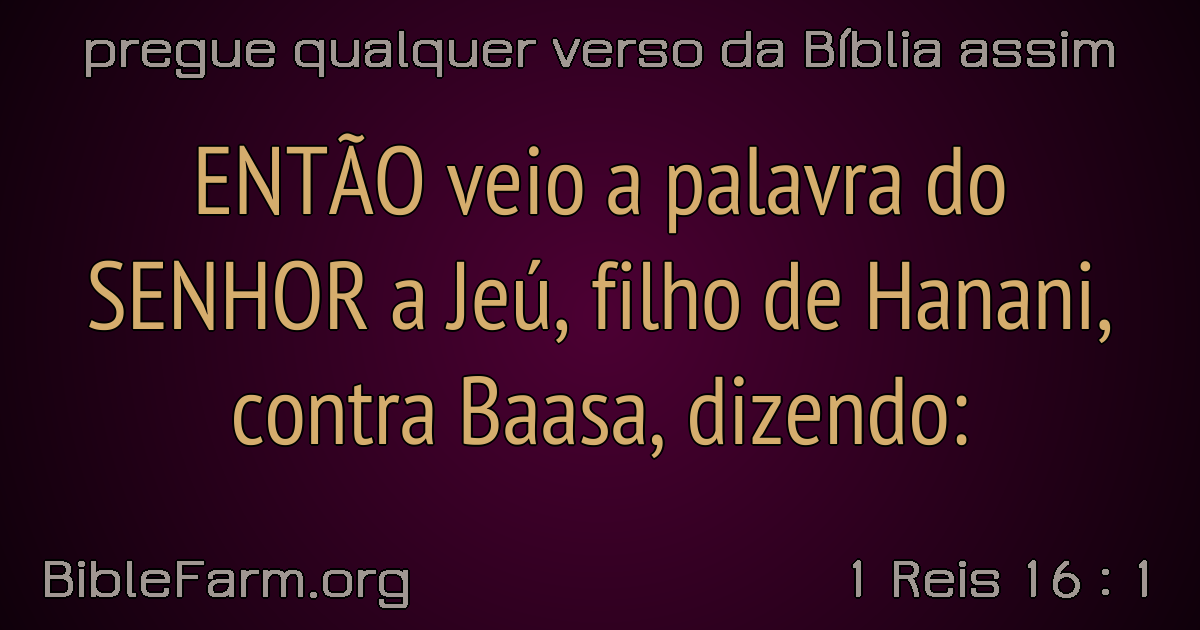 pregue qualquer verso da Bíblia assim
ENTÃO veio a palavra do
SENHOR a Jeú, filho de Hanani,
contra Baasa, dizendo:
BibleFarm.org
1 Reis 16 : 1